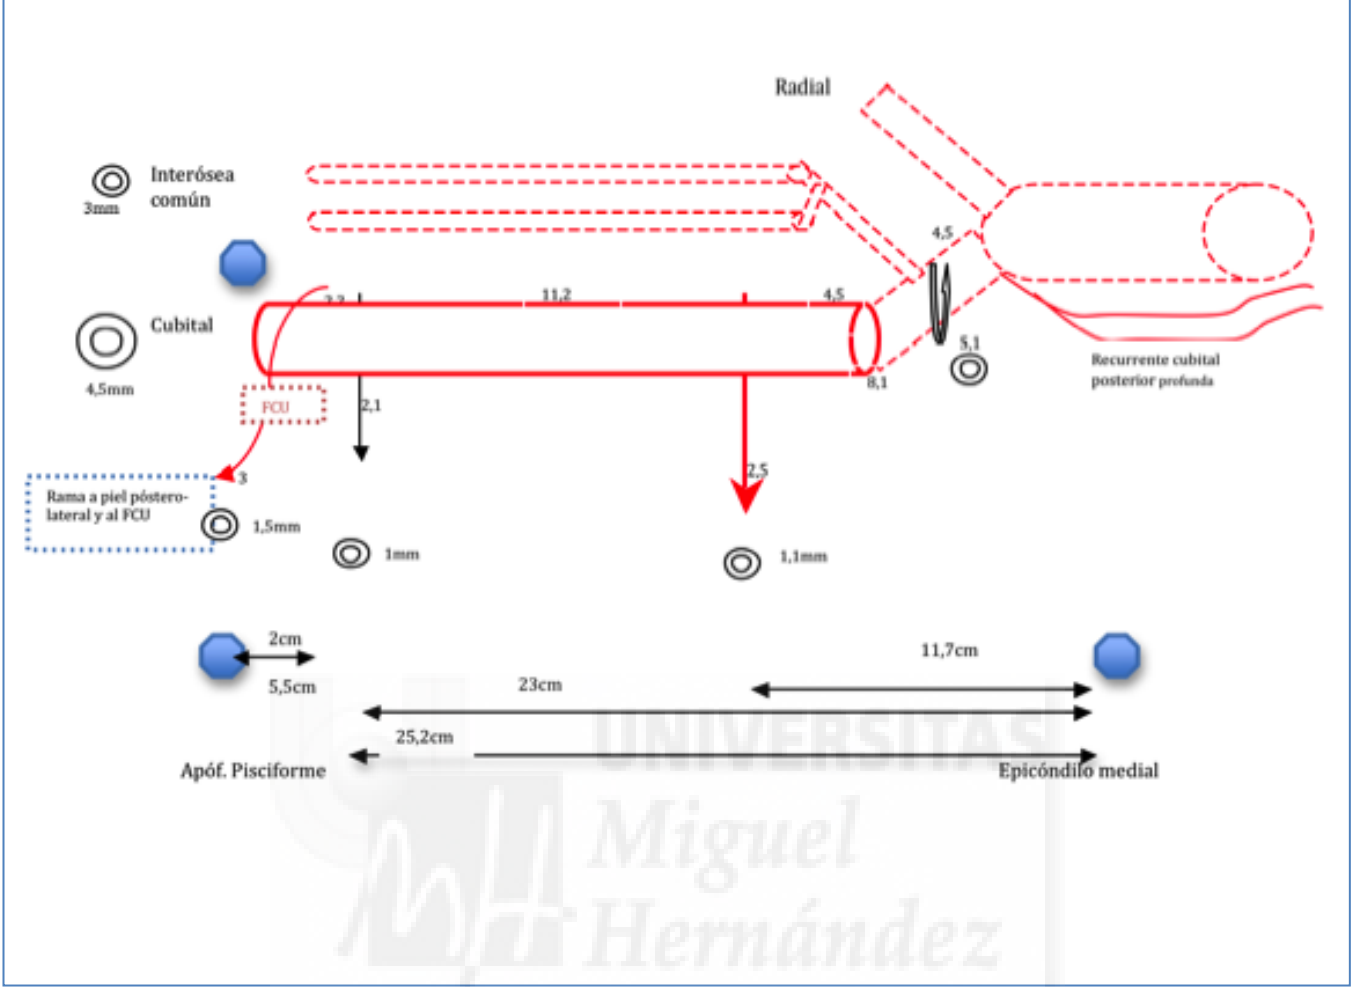 Radial
Interósea
común
3mm
4,5
11,2
4,5
Cubital
5,1
4,5mm
8,1
Recurrente cubital
posterior profunda
FCU
2,1
2,5
3
Rama a piel póstero-
lateral y al FCU
1,5mm
1mm
1,1mm
2cm
11,7cm
5,5cm
23cm
25,2cm
Apóf. Pisciforme
Epicóndilo medial
UNIVERSITAS
Miguel
Hernández